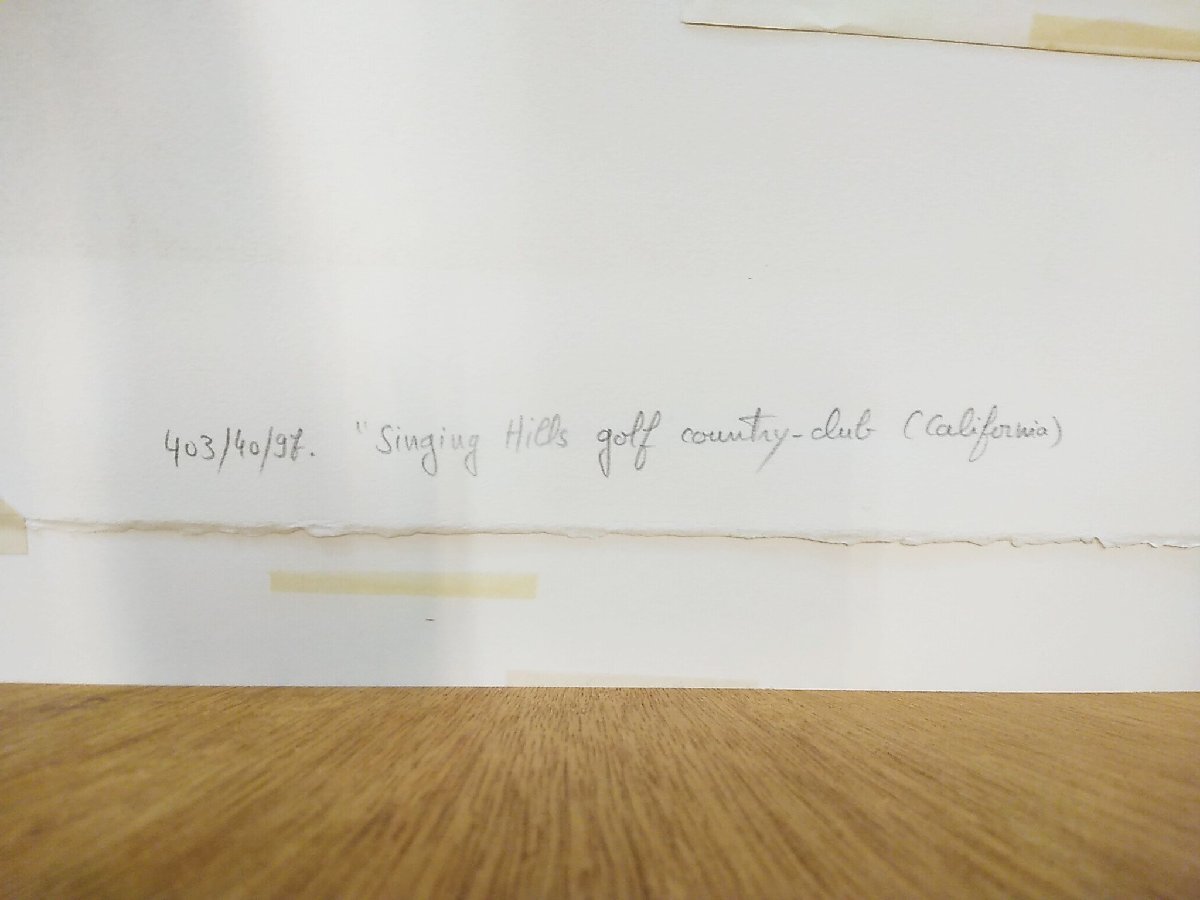 403/40/97. "Singing Hills golf country-club (California)